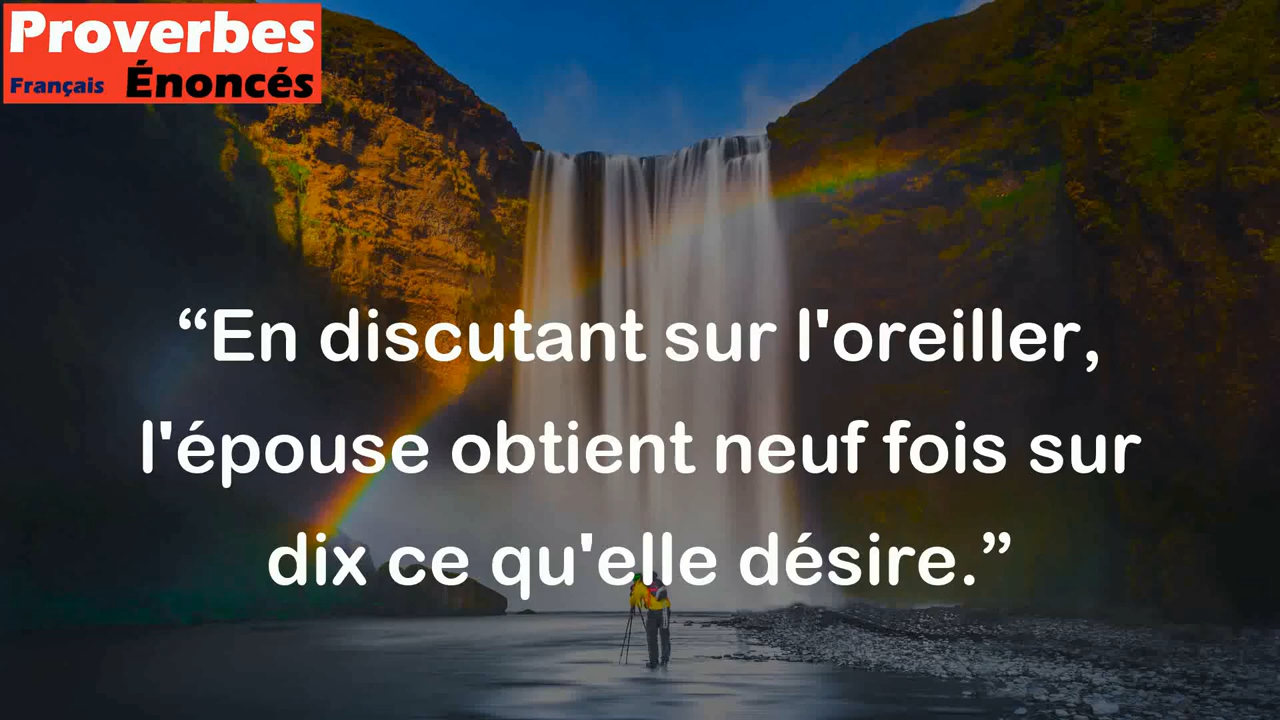 Proverbes
Français Énoncés
“En discutant sur l'oreiller,
l'épouse obtient neuf fois sur
dix ce qu'elle désire.”